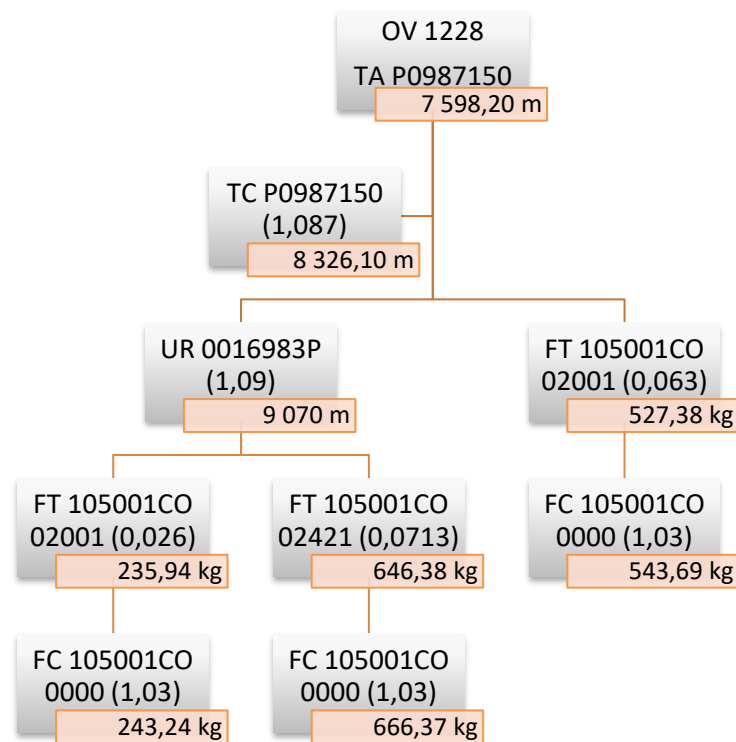 OV 1228
TA P0987150
7 598,20 m
TC P0987150
(1,087)
8 326,10 m
UR 0016983P
(1,09)
9 070 m
FT 105001CO
02001 (0,063)
527,38 kg
FT 105001CO
02001 (0,026)
235,94 kg
FT 105001CO
02421 (0,0713)
646,38 kg
FC 105001CO
0000 (1,03)
543,69 kg
FC 105001CO
0000 (1,03)
243,24 kg
FC 105001CO
0000 (1,03)
666,37 kg